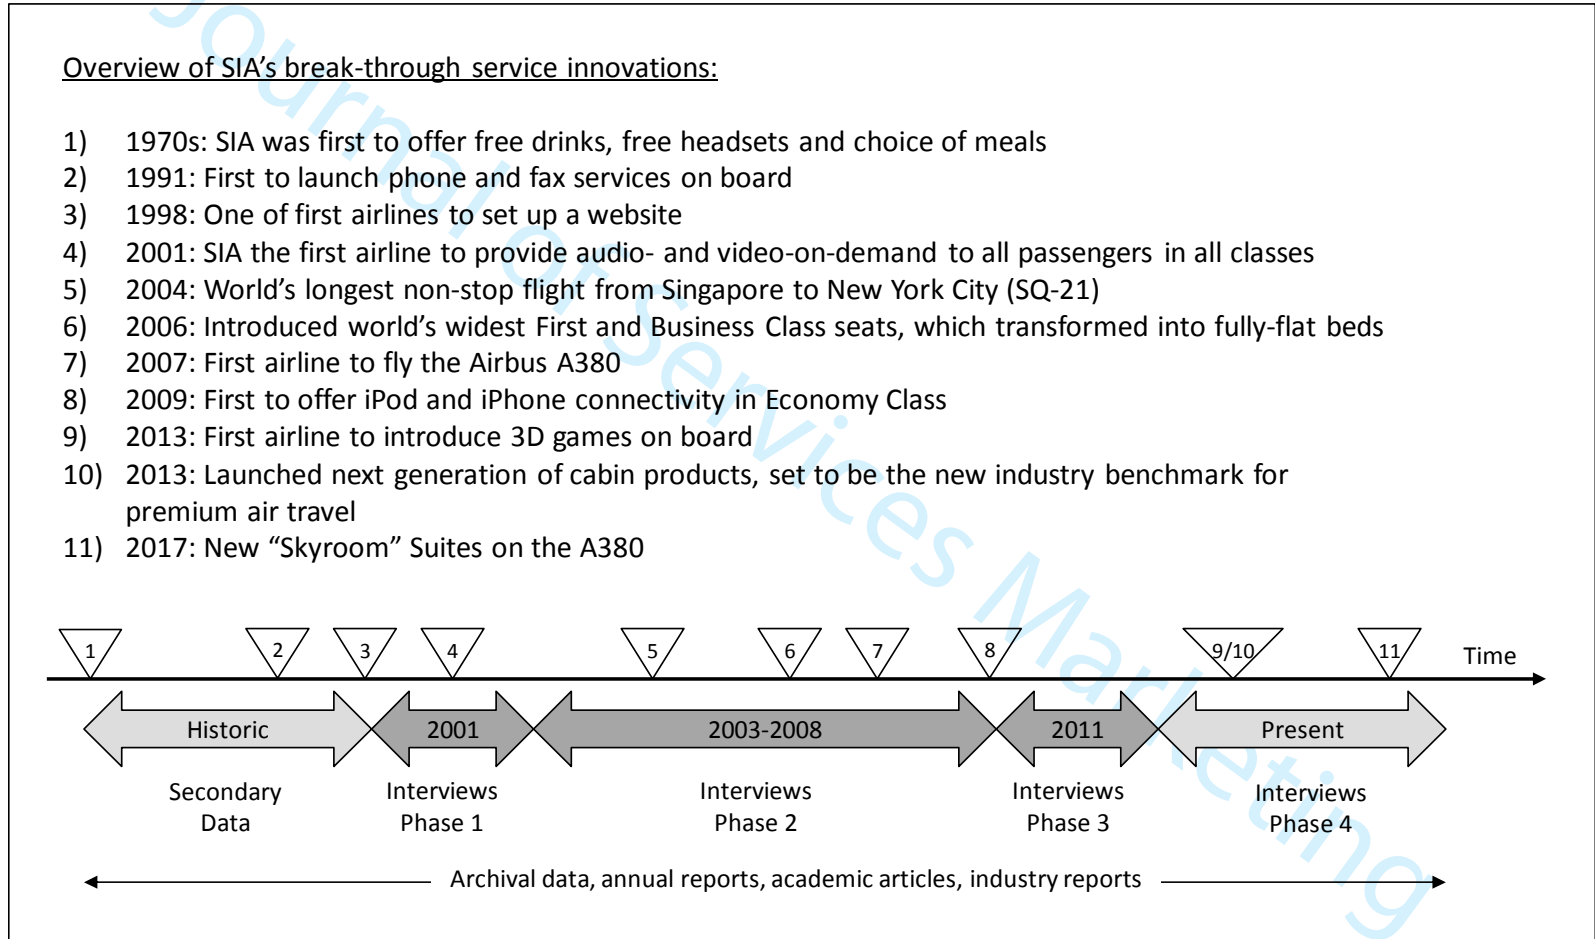 Journal of Services Marketing
Overview of SIA's break-through service innovations:
1) 1970s: SIA was first to offer free drinks, free headsets and choice of meals
2) 1991: First to launch phone and fax services on board
3) 1998: One of first airlines to set up a website
4) 2001: SIA the first airline to provide audio- and video-on-demand to all passengers in all classes
5) 2004: World's longest non-stop flight from Singapore to New York City (SQ-21)
6) 2006: Introduced world's widest First and Business Class seats, which transformed into fully-flat beds
7) 2007: First airline to fly the Airbus A380
8) 2009: First to offer iPod and iPhone connectivity in Economy Class
9) 2013: First airline to introduce 3D games on board
10) 2013: Launched next generation of cabin products, set to be the new industry benchmark for
premium air travel
11) 2017: New “Skyroom” Suites on the A380
1 2 3 4 5 6 7 8 9/10 11 Time
Historic 2001 2003-2008 2011 Present
Secondary Interviews Interviews Interviews Interviews
Data Phase 1 Phase 2 Phase 3 Phase 4
Archival data, annual reports, academic articles, industry reports